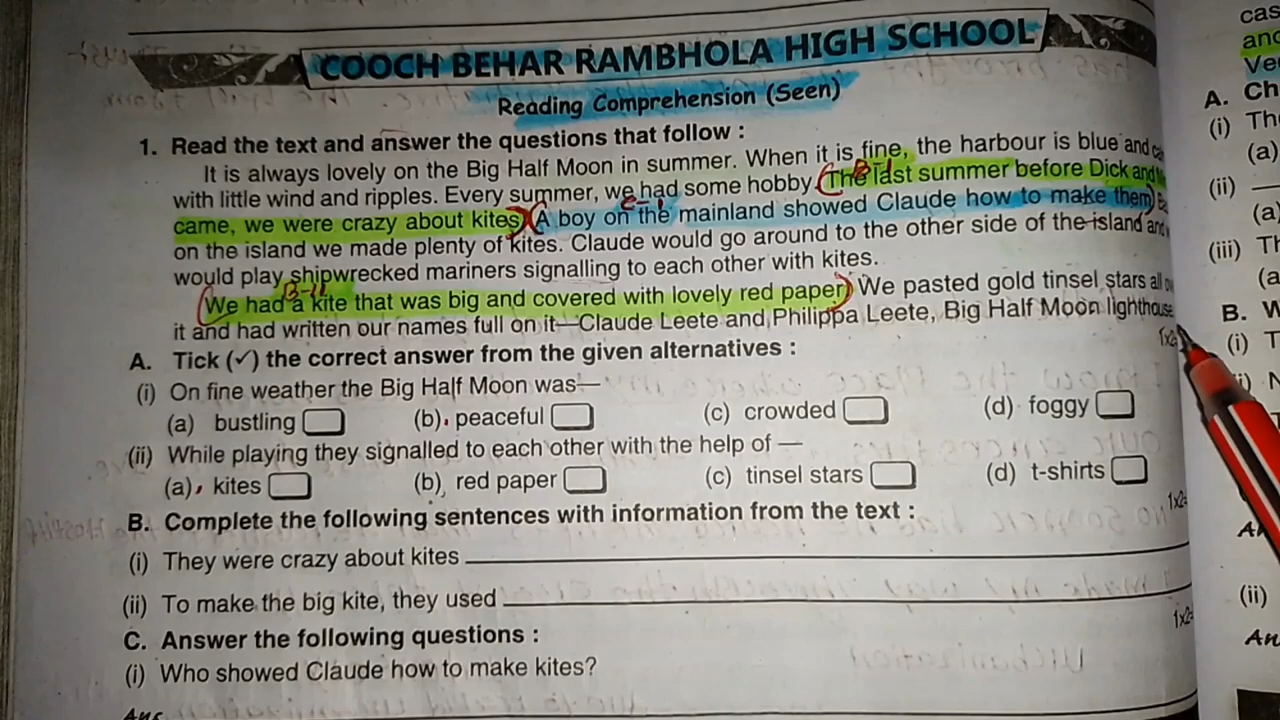 COOCH BEHAR RAMBHOLA HIGH SCHOOL
Reading Comprehension (Seen)
1. Read the text and answer the questions that follow :
It is always lovely on the Big Half Moon in summer. When it is fine, the harbour is blue and
with little wind and ripples. Every summer, we had some hobby. The last summer before Dick and
came, we were crazy about kites. A boy on the mainland showed Claude how to make them
on the island we made plenty of kites. Claude would go around to the other side of the island and
would play shipwrecked mariners signalling to each other with kites.
We had a kite that was big and covered with lovely red paper. We pasted gold tinsel stars all
it and had written our names full on it—Claude Leete and Philippa Leete, Big Half Moon lighthouse
A. Tick (✓) the correct answer from the given alternatives : 1x2
(i) On fine weather the Big Half Moon was—
(a) bustling (b) peaceful (c) crowded (d) foggy
(ii) While playing they signalled to each other with the help of —
(a) kites (b) red paper (c) tinsel stars (d) t-shirts
B. Complete the following sentences with information from the text : 1x2=
(i) They were crazy about kites
(ii) To make the big kite, they used
C. Answer the following questions : 1x2=
(i) Who showed Claude how to make kites?
Ans
cas
and
A. Ch
(i) Th
(a)
(ii)
(a)
(iii) Th
(a
B. W
(i) T
(ii)
An